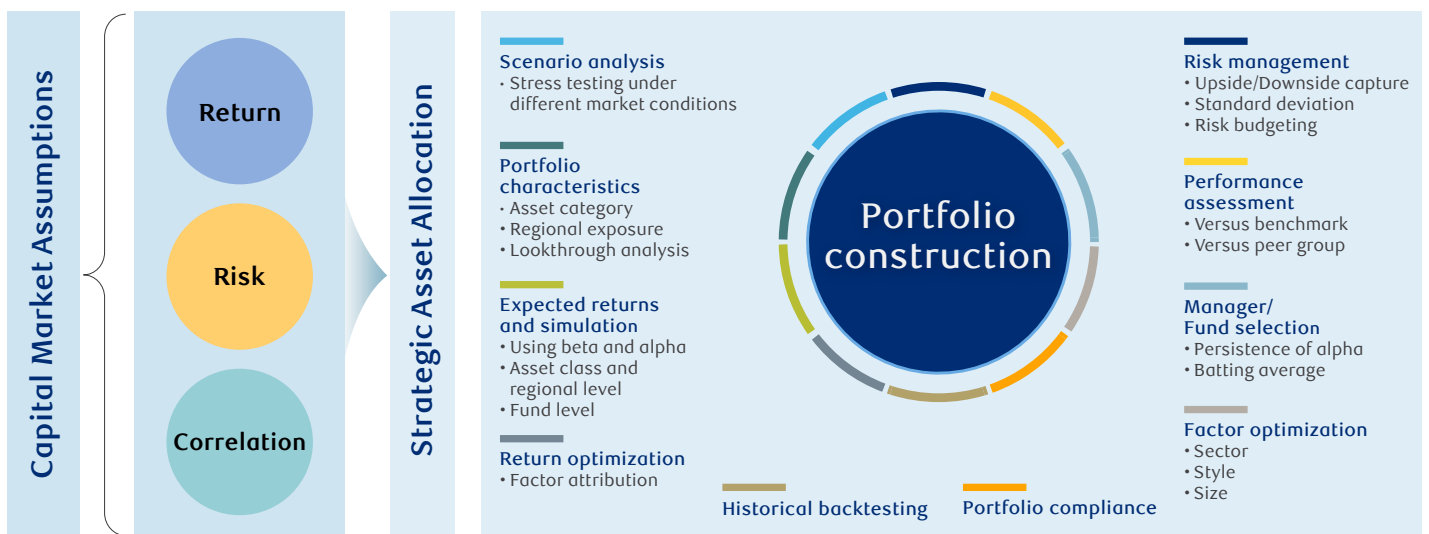 Capital Market Assumptions
Return
Risk
Correlation
Strategic Asset Allocation
Scenario analysis
· Stress testing under
different market conditions
Portfolio
characteristics
· Asset category
• Regional exposure
• Lookthrough analysis
Expected returns
and simulation
• Using beta and alpha
• Asset class and
regional level
• Fund level
Return optimization
• Factor attribution
Portfolio
construction
Historical backtesting
Portfolio compliance
Risk management
• Upside/Downside capture
• Standard deviation
• Risk budgeting
Performance
assessment
• Versus benchmark
• Versus peer group
Manager/
Fund selection
• Persistence of alpha
• Batting average
Factor optimization
• Sector
• Style
• Size